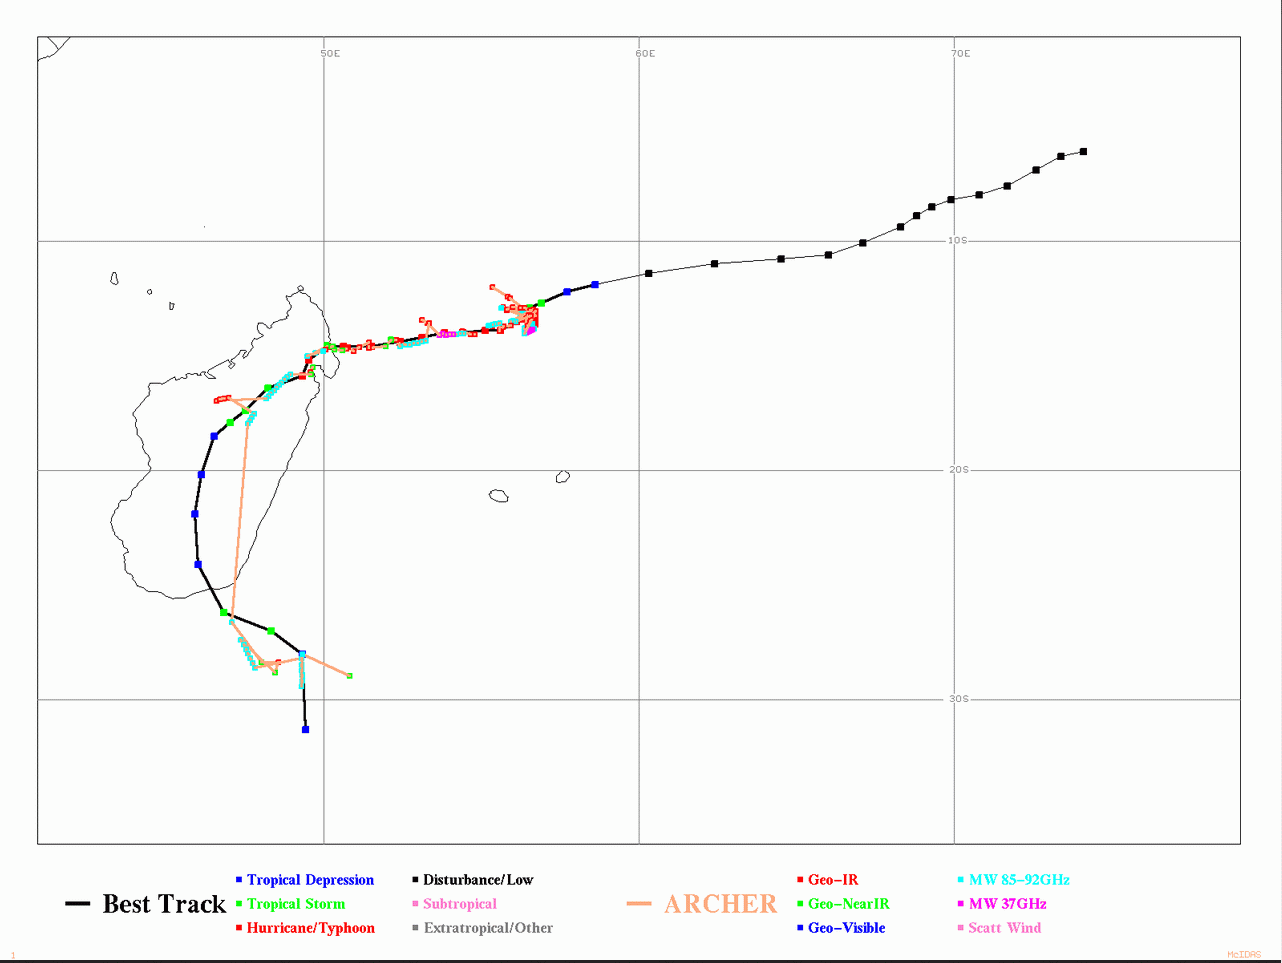 50E 60E 70E
10S
20S
30S
Tropical Depression Disturbance/Low Geo-IR MW 85-92GHz
Best Track Tropical Storm Subtropical ARCHER Geo-NearIR MW 37GHz
Hurricane/Typhoon Extratropical/Other Geo-Visible Scatt Wind
1 McIDAS